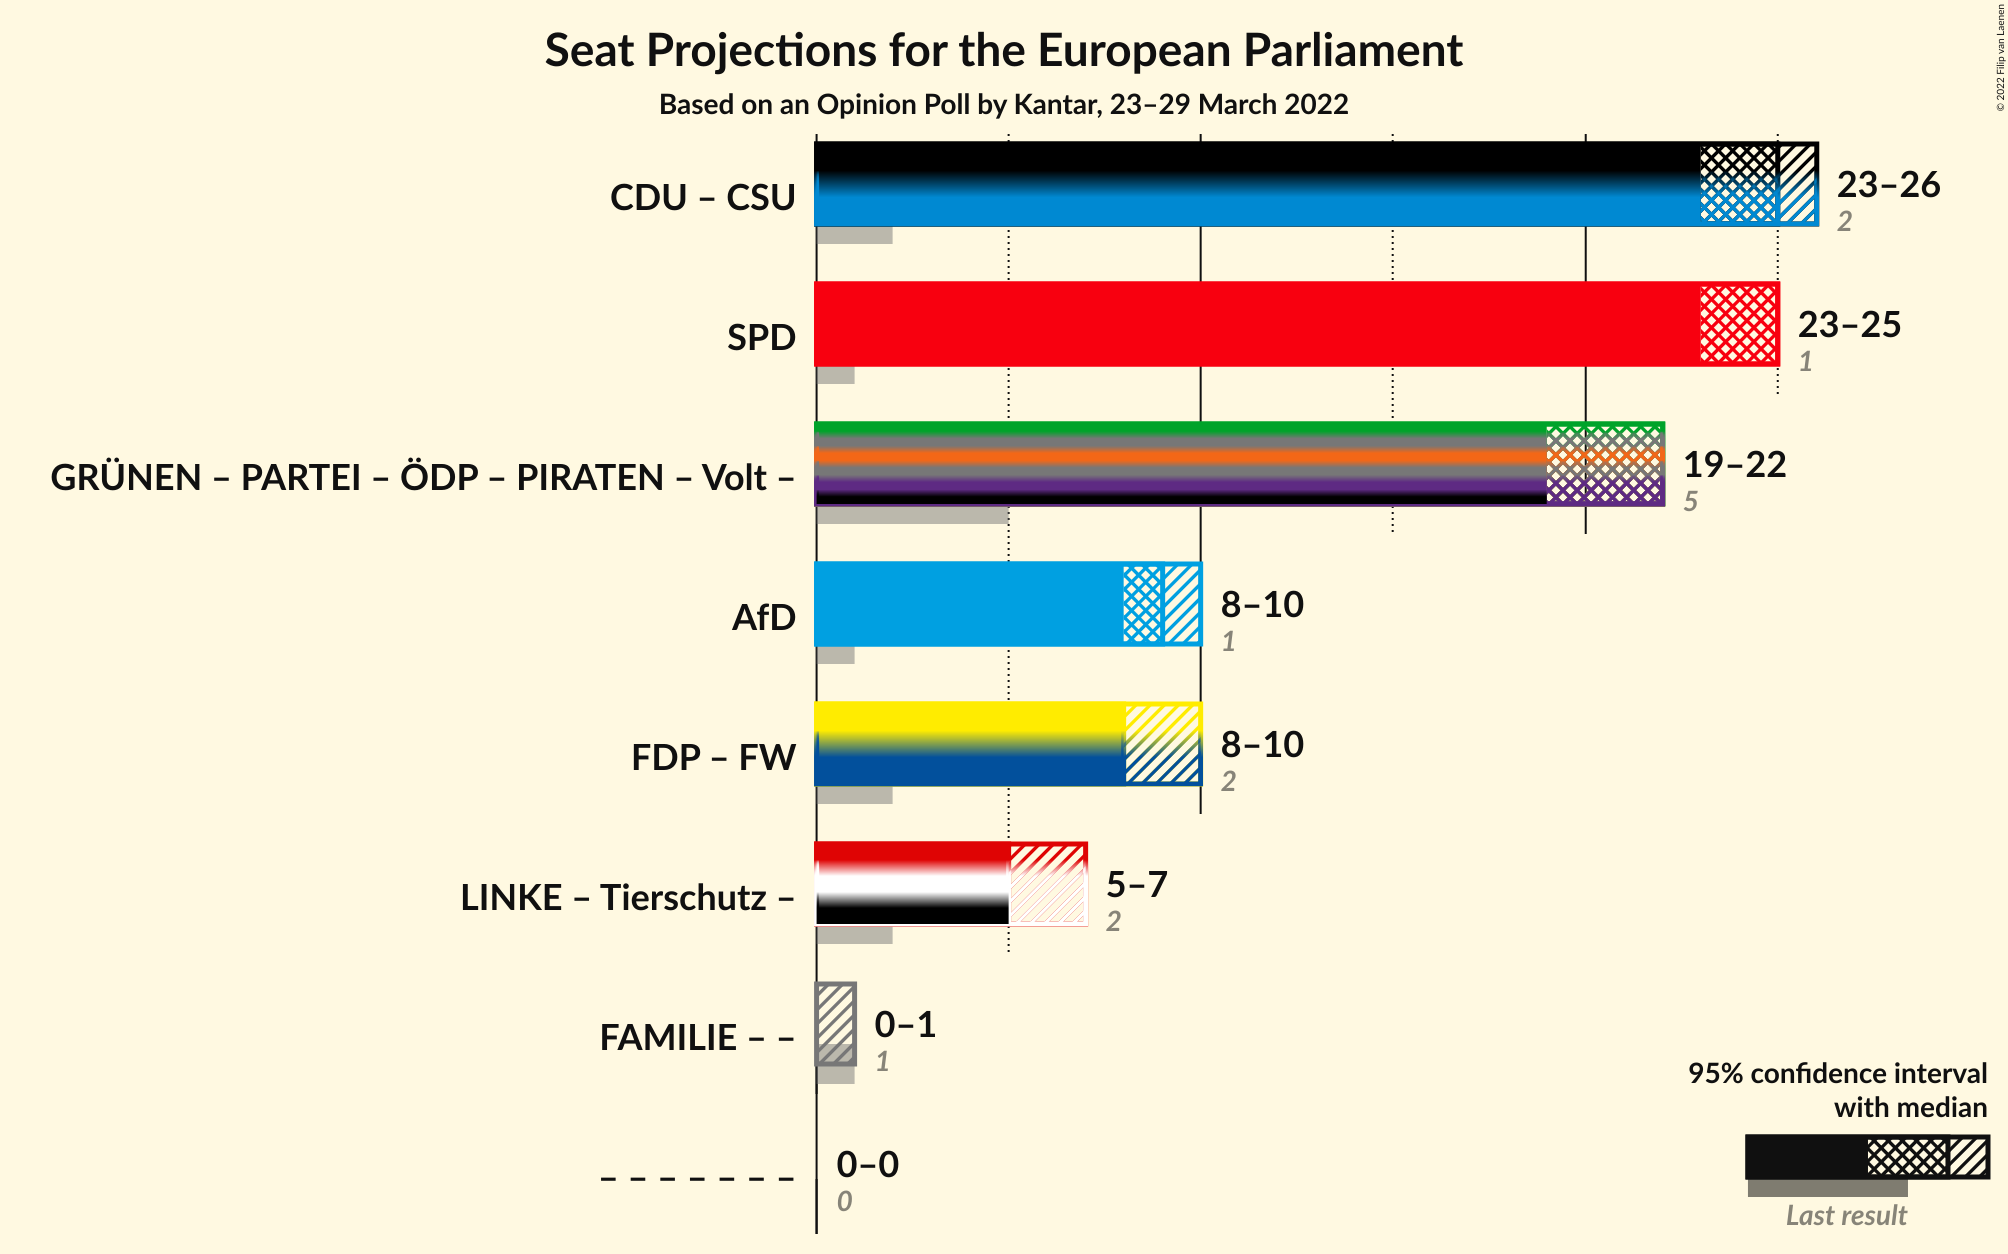 Seat Projections for the European Parliament
Based on an Opinion Poll by Kantar, 23–29 March 2022
© 2022 Filip van Laenen
CDU – CSU
23–26
2
SPD
23–25
1
GRÜNEN – PARTEI – ÖDP – PIRATEN – Volt –
19–22
5
AfD
8–10
1
FDP – FW
8–10
2
LINKE – Tierschutz –
5–7
2
FAMILIE – –
0–1
1
– – – – – – –
0–0
0
95% confidence interval
with median
Last result